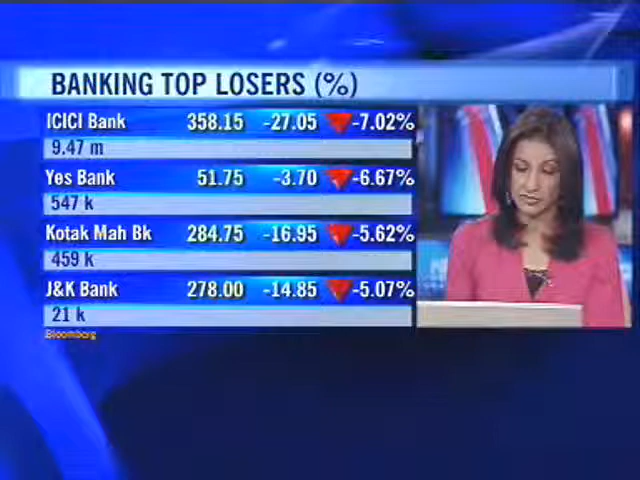 BANKING TOP LOSERS (%)
ICICI Bank 358.15 -27.05 -7.02%
9.47 m
Yes Bank 51.75 -3.70 -6.67%
547 k
Kotak Mah Bk 284.75 -16.95 -5.62%
459 k
J&K Bank 278.00 -14.85 -5.07%
21 k
Bloomberg